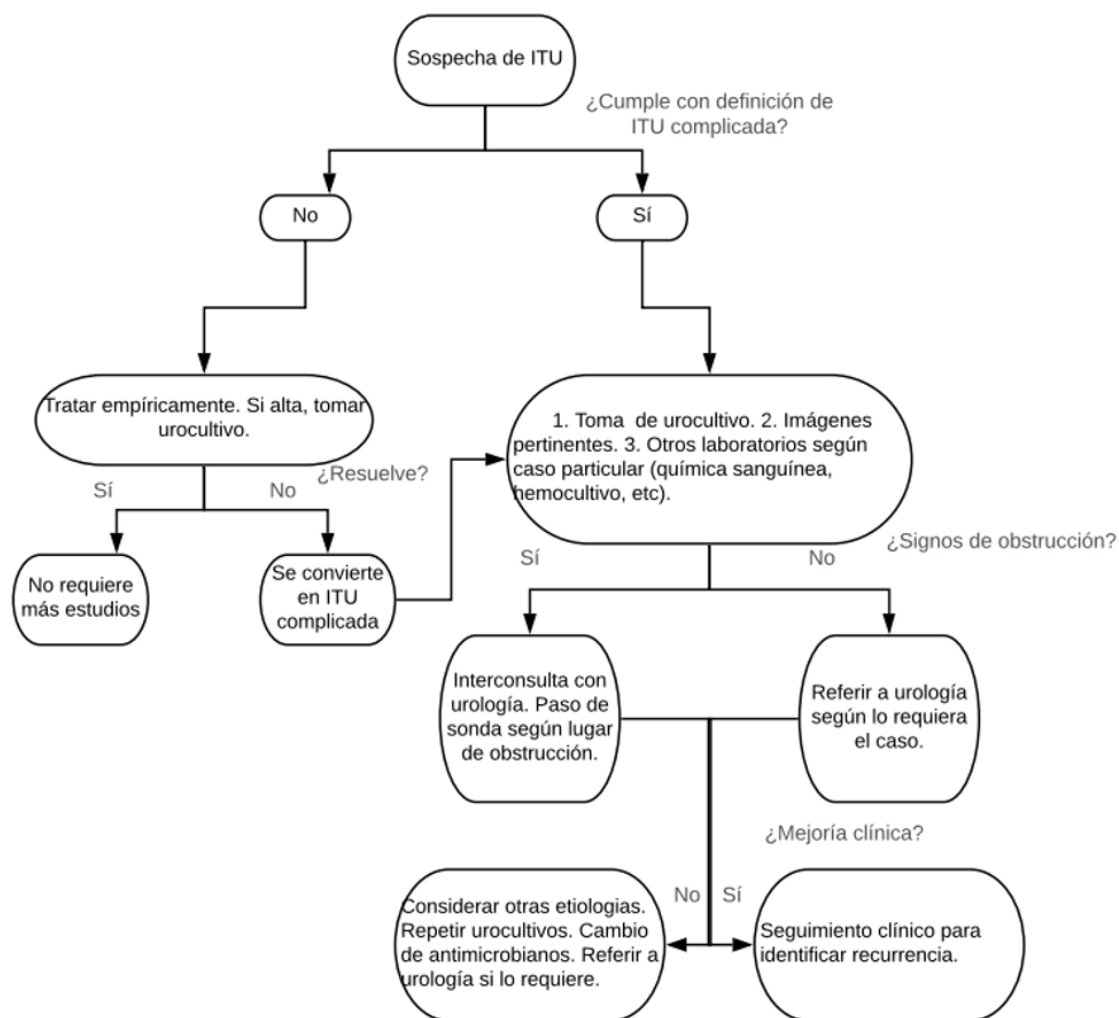 Sospecha de ITU
¿Cumple con definición de
ITU complicada?
No
Sí
Tratar empíricamente. Si alta, tomar
urocultivo.
1. Toma de urocultivo. 2. Imágenes
pertinentes. 3. Otros laboratorios según
caso particular (química sanguínea,
hemocultivo, etc).
¿Resuelve?
Sí
No
No requiere
más estudios
Se convierte
en ITU
complicada
¿Signos de obstrucción?
Sí
No
Interconsulta con
urología. Paso de
sonda según lugar
de obstrucción.
Referir a urología
según lo requiera
el caso.
¿Mejoría clínica?
No
Sí
Considerar otras etiologias.
Repetir urocultivos. Cambio
de antimicrobianos. Referir a
urología si lo requiere.
Seguimiento clínico para
identificar recurrencia.